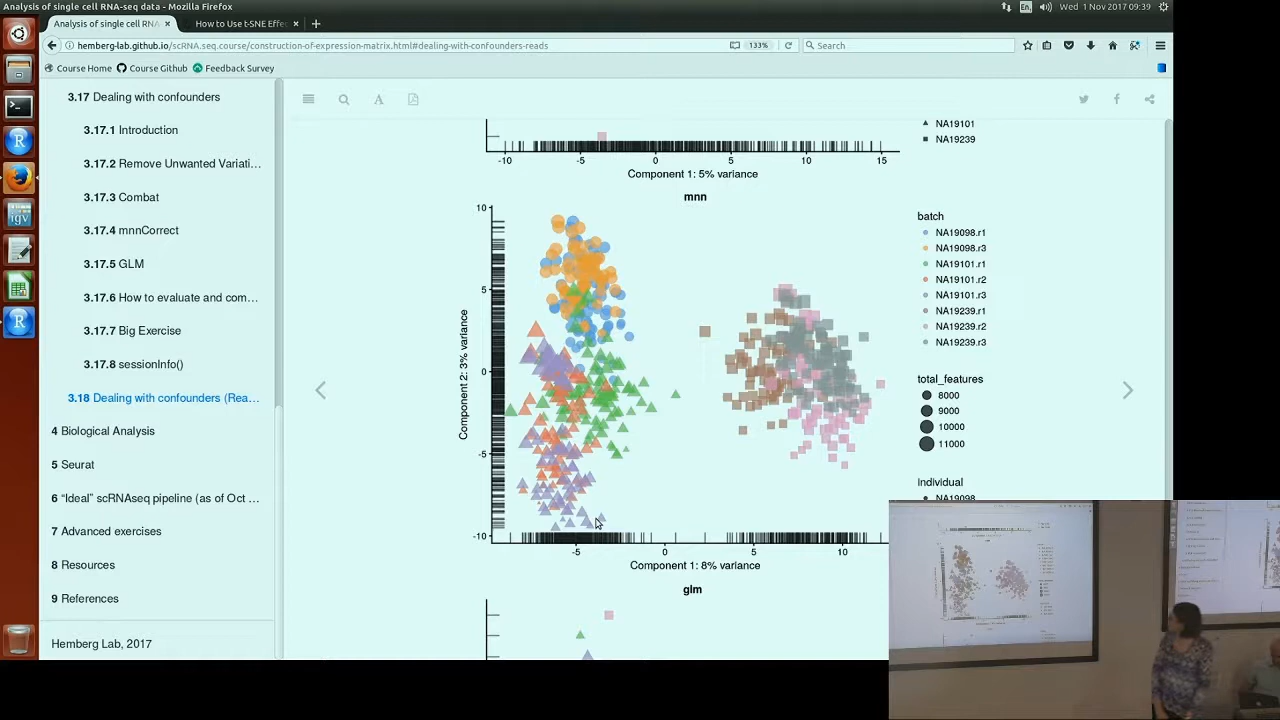 Analysis of single cell RNA-seq data - Mozilla Firefox
En
Wed 1 Nov 2017 09:39
Analysis of single cell RNA- ×
How to Use t-SNE Effec ×
hemberg-lab.github.io/scRNA.seq.course/construction-of-expression-matrix.html#dealing-with-confounders-reads
133%
Search
Course Home
Course Github
Feedback Survey
3.17 Dealing with confounders
3.17.1 Introduction
3.17.2 Remove Unwanted Variati...
3.17.3 Combat
3.17.4 mnnCorrect
3.17.5 GLM
3.17.6 How to evaluate and com...
3.17.7 Big Exercise
3.17.8 sessionInfo()
3.18 Dealing with confounders (Rea...
4 Biological Analysis
5 Seurat
6 “Ideal” scRNAseq pipeline (as of Oct ...
7 Advanced exercises
8 Resources
9 References
Hemberg Lab, 2017
A
NA19101
NA19239
-10 -5 0 5 10 15
Component 1: 5% variance
mnn
10
5
0
-5
-10
Component 2: 3% variance
-5 0 5 10
Component 1: 8% variance
batch
NA19098.r1
NA19098.r3
NA19101.r1
NA19101.r2
NA19101.r3
NA19239.r1
NA19239.r2
NA19239.r3
total_features
8000
9000
10000
11000
individual
NA19098
glm
igv
R
R